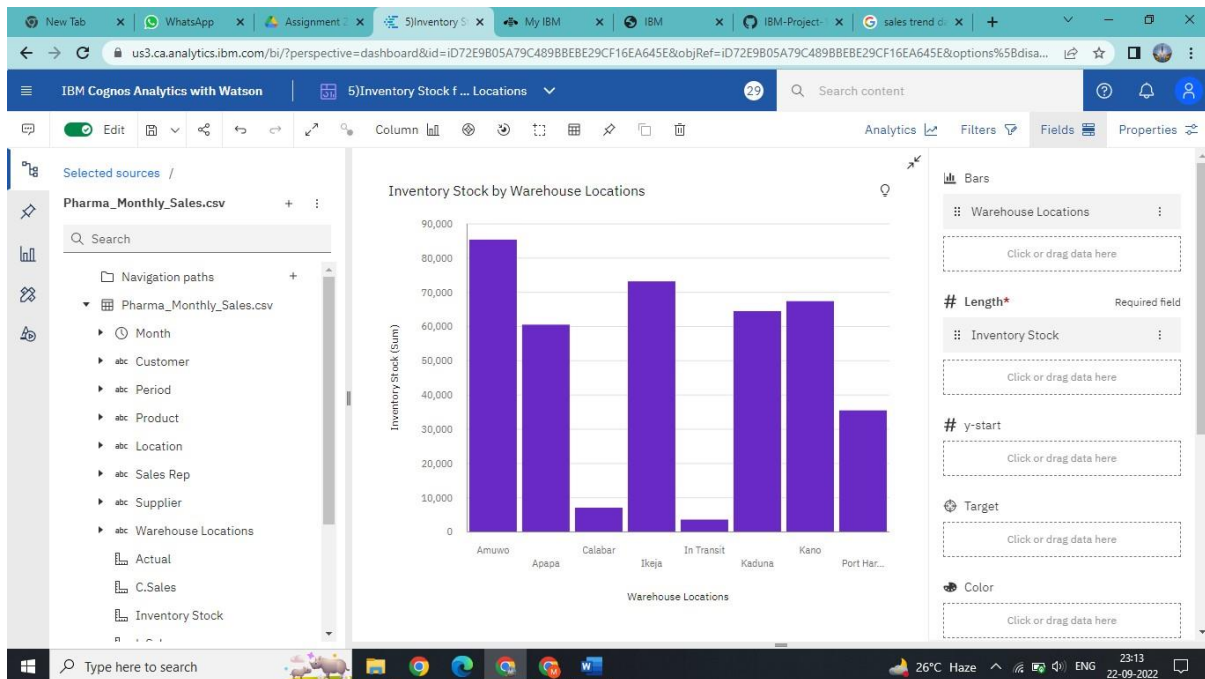 New Tab
WhatsApp
Assignment 2
5)Inventory S
My IBM
IBM
IBM-Project-
sales trend d
us3.ca.analytics.ibm.com/bi/?perspective=dashboard&id=iD72E9B05A79C489BBEBE29CF16EA645E&objRef=iD72E9B05A79C489BBEBE29CF16EA645E&options%5Bdisa...
IBM Cognos Analytics with Watson
5)Inventory Stock f ... Locations
29
Search content
Edit
Column
Analytics
Filters
Fields
Properties
Selected sources /
Pharma_Monthly_Sales.csv
Search
Navigation paths
Pharma_Monthly_Sales.csv
Month
abc Customer
abc Period
abc Product
abc Location
abc Sales Rep
abc Supplier
abc Warehouse Locations
Actual
C.Sales
Inventory Stock
Inventory Stock by Warehouse Locations
Inventory Stock (Sum)
90,000
80,000
70,000
60,000
50,000
40,000
30,000
20,000
10,000
0
Amuwo
Apapa
Calabar
Ikeja
In Transit
Kaduna
Kano
Port Har...
Warehouse Locations
Bars
Warehouse Locations
Click or drag data here
# Length*
Required field
Inventory Stock
Click or drag data here
# y-start
Click or drag data here
Target
Click or drag data here
Color
Click or drag data here
Type here to search
26°C Haze
ENG
23:13
22-09-2022